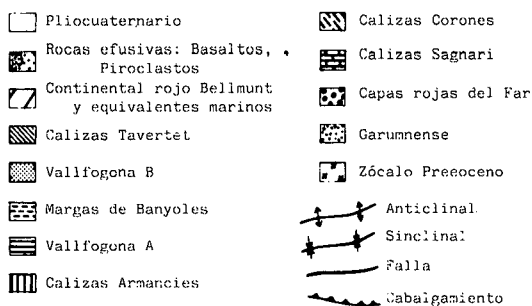 Pliocuaternario
Rocas efusivas: Basaltos,
Piroclastos
Continental rojo Bellmunt
y equivalentes marinos
Calizas Tavertet
Vallfogona B
Margas de Banyoles
Vallfogona A
Calizas Armancies
Calizas Corones
Calizas Sagnari
Capas rojas del Far
Garumnense
Zócalo Preeoceno
Anticlinal
Sinclinal
Falla
Cabalgamiento